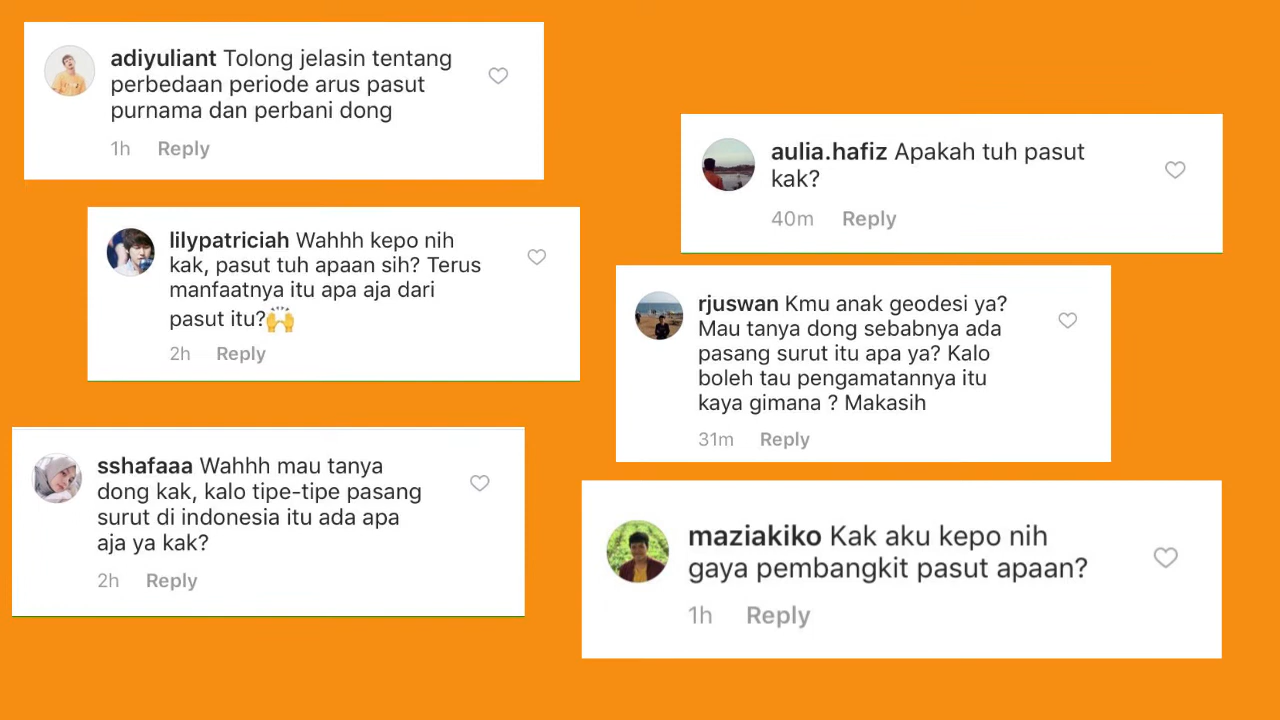 adiyuliant Tolong jelasin tentang
perbedaan periode arus pasut
purnama dan perbani dong
1h Reply
lilypatriciah Wahhh kepo nih
kak, pasut tuh apaan sih? Terus
manfaatnya itu apa aja dari
pasut itu?🙌
2h Reply
sshafaaa Wahhh mau tanya
dong kak, kalo tipe-tipe pasang
surut di indonesia itu ada apa
aja ya kak?
2h Reply
aulia.hafiz Apakah tuh pasut
kak?
40m Reply
rjuswan Kmu anak geodesi ya?
Mau tanya dong sebabnya ada
pasang surut itu apa ya? Kalo
boleh tau pengamatannya itu
kaya gimana ? Makasih
31m Reply
maziakiko Kak aku kepo nih
gaya pembangkit pasut apaan?
1h Reply